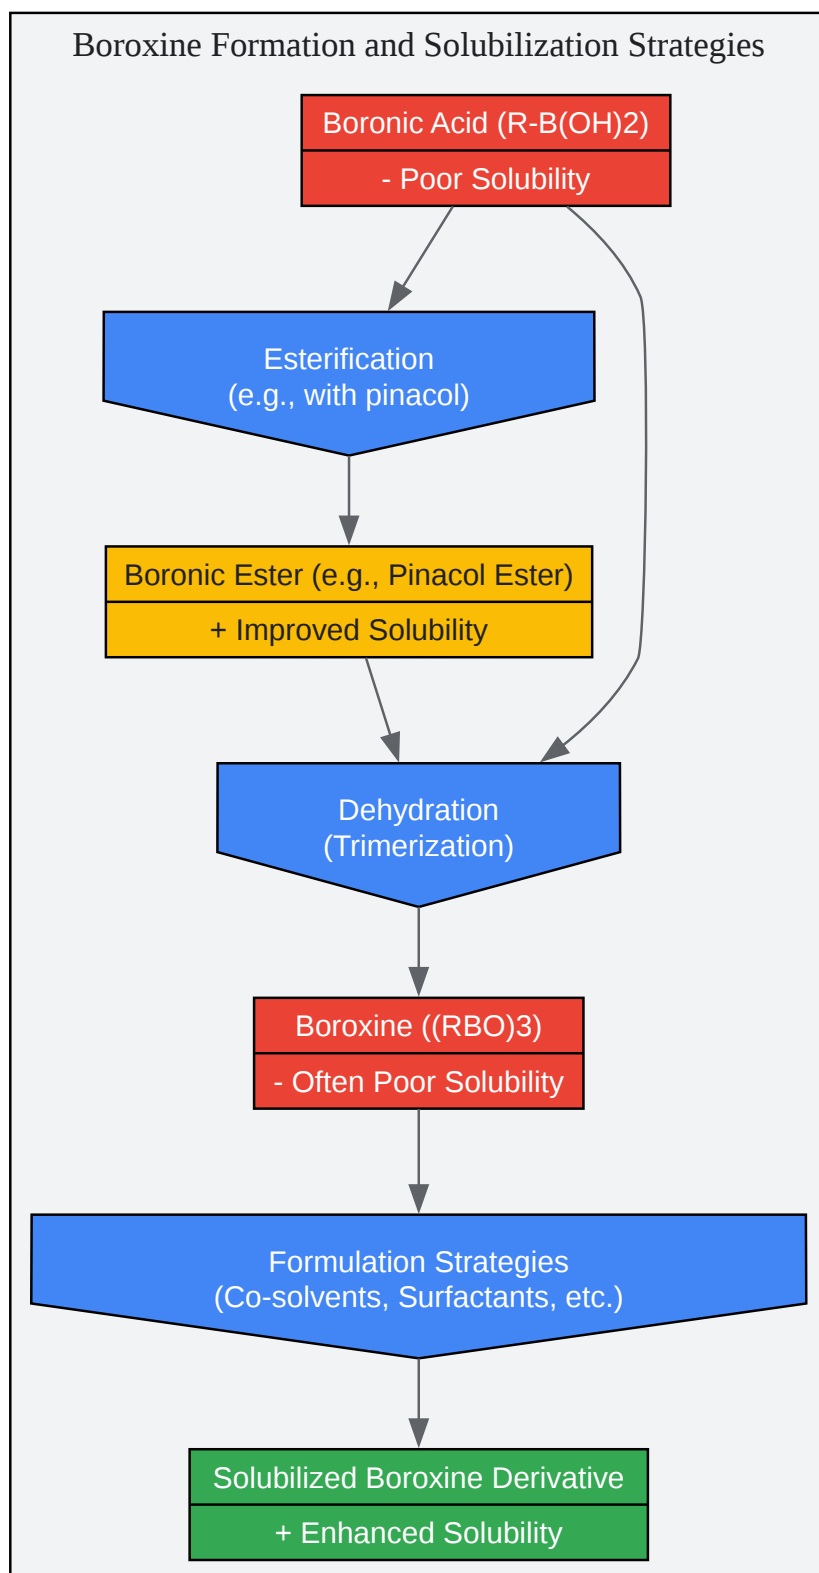 Boroxine Formation and Solubilization Strategies
Boronic Acid (R-B(OH)2)
- Poor Solubility
Esterification
(e.g., with pinacol)
Boronic Ester (e.g., Pinacol Ester)
+ Improved Solubility
Dehydration
(Trimerization)
Boroxine ((RBO)3)
- Often Poor Solubility
Formulation Strategies
(Co-solvents, Surfactants, etc.)
Solubilized Boroxine Derivative
+ Enhanced Solubility